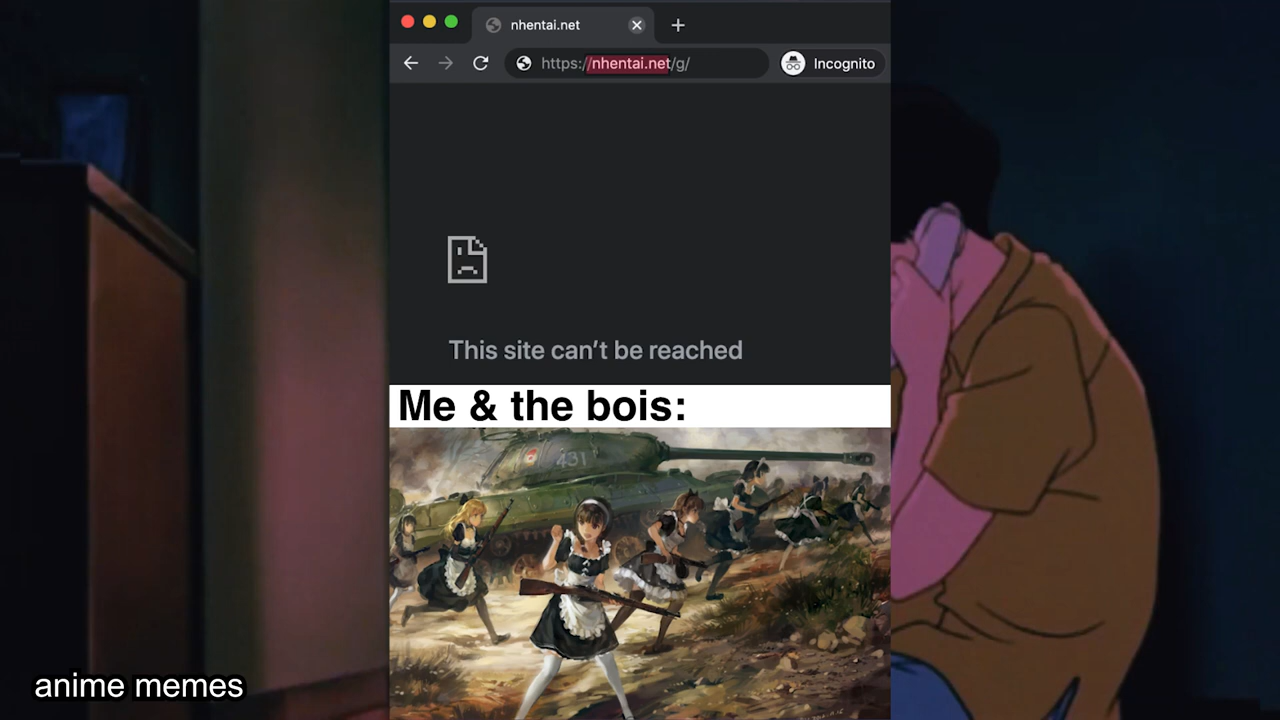 nhentai.net
https://nhentai.net/g/
Incognito
This site can’t be reached
Me & the bois:
431
anime memes